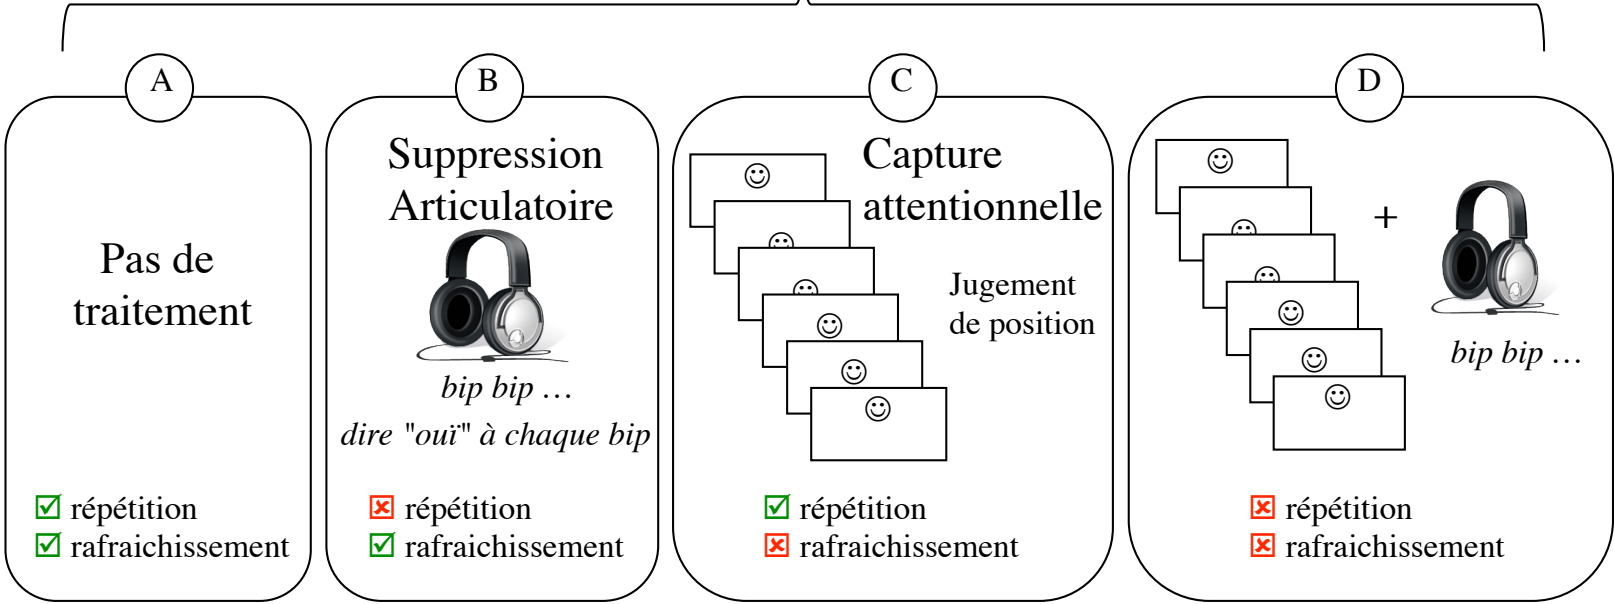 A
Pas de
traitement
répétition
rafraichissement
B
Suppression
Articulatoire
bip bip ...
dire "ouï" à chaque bip
répétition
rafraichissement
C
Capture
attentionnelle
Jugement
de position
répétition
rafraichissement
D
+
bip bip ...
répétition
rafraichissement